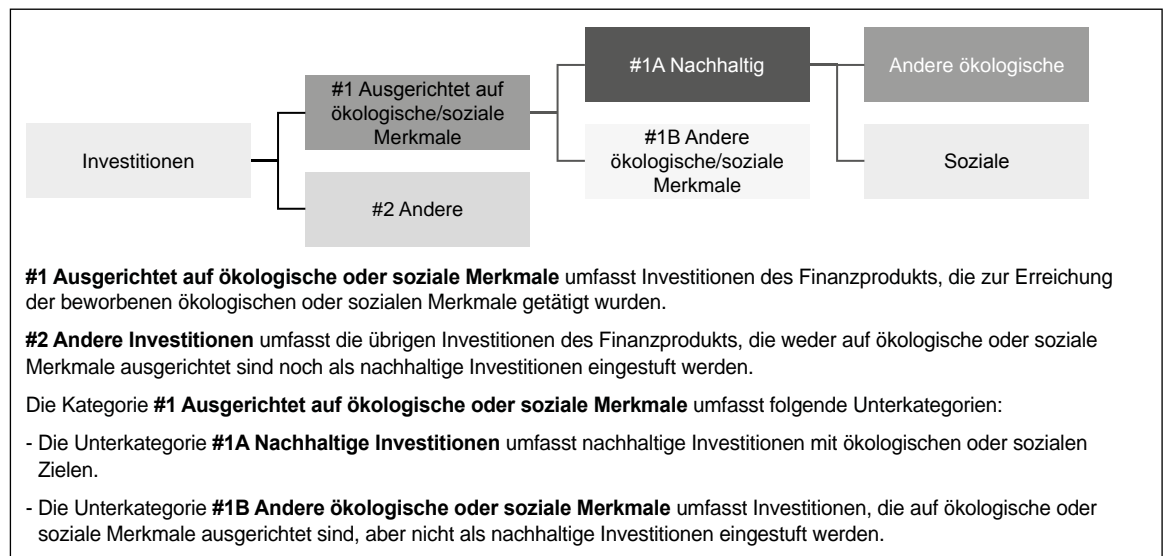 Investitionen
#1 Ausgerichtet auf
ökologische/soziale
Merkmale
#2 Andere
#1A Nachhaltig
#1B Andere
ökologische/soziale
Merkmale
Andere ökologische
Soziale
#1 Ausgerichtet auf ökologische oder soziale Merkmale umfasst Investitionen des Finanzprodukts, die zur Erreichung
der beworbenen ökologischen oder sozialen Merkmale getätigt wurden.
#2 Andere Investitionen umfasst die übrigen Investitionen des Finanzprodukts, die weder auf ökologische oder soziale
Merkmale ausgerichtet sind noch als nachhaltige Investitionen eingestuft werden.
Die Kategorie #1 Ausgerichtet auf ökologische oder soziale Merkmale umfasst folgende Unterkategorien:
- Die Unterkategorie #1A Nachhaltige Investitionen umfasst nachhaltige Investitionen mit ökologischen oder sozialen
Zielen.
- Die Unterkategorie #1B Andere ökologische oder soziale Merkmale umfasst Investitionen, die auf ökologische oder
soziale Merkmale ausgerichtet sind, aber nicht als nachhaltige Investitionen eingestuft werden.